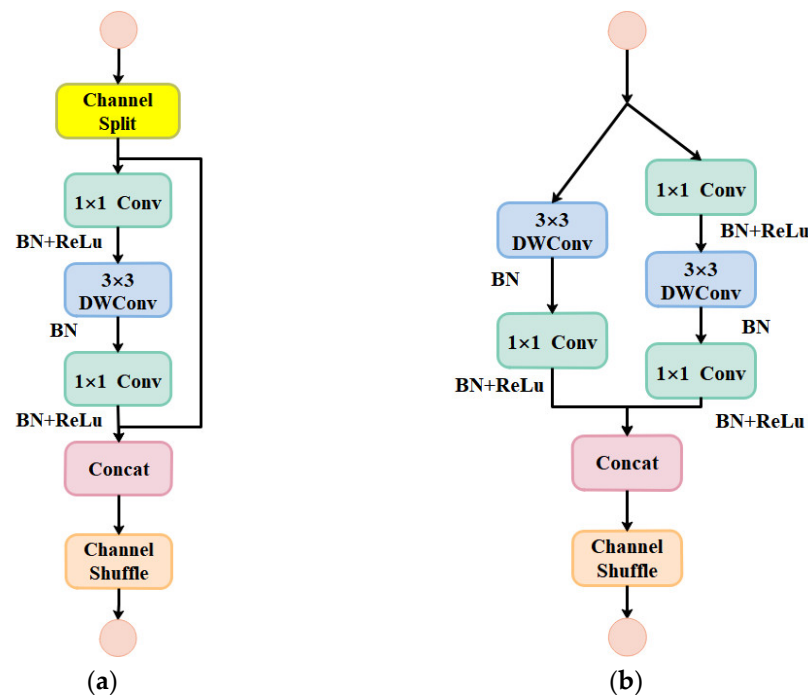 Channel
Split
1×1 Conv
BN+ReLu
3×3
DWConv
BN
1×1 Conv
BN+ReLu
Concat
Channel
Shuffle
(a)
3×3
DWConv
BN
1×1 Conv
BN+ReLu
1×1 Conv
BN+ReLu
3×3
DWConv
BN
1×1 Conv
BN+ReLu
Concat
Channel
Shuffle
(b)